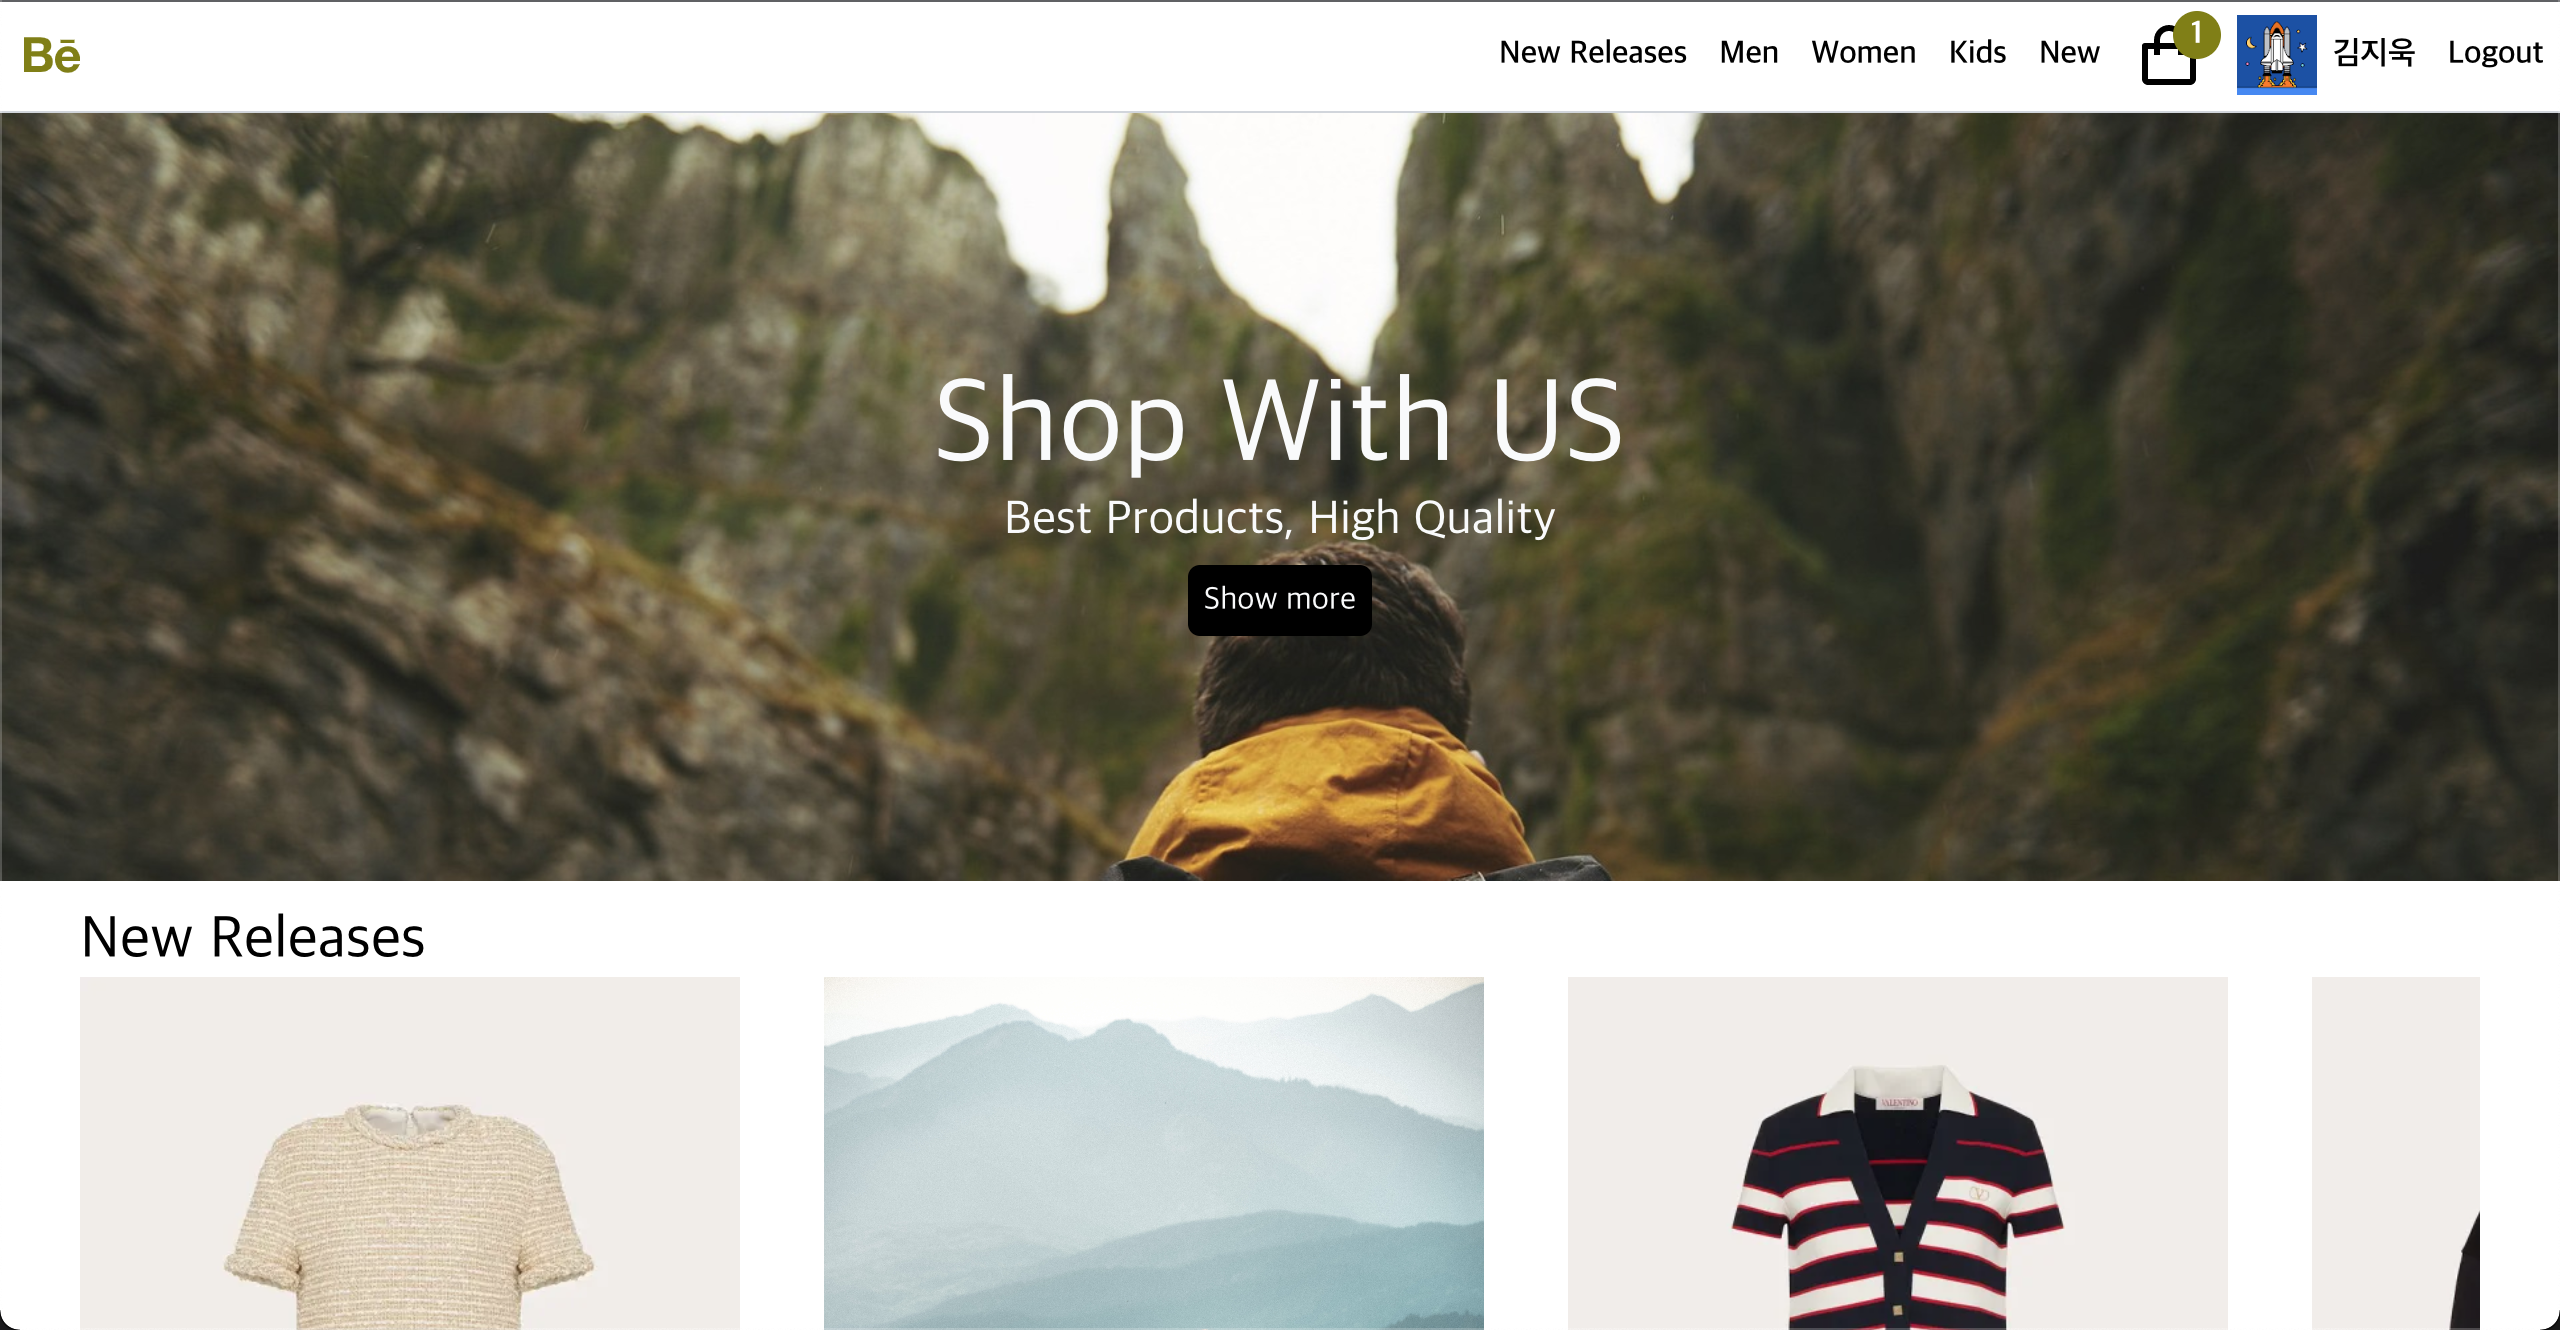 Bē
New Releases Men Women Kids New 1 김지욱 Logout
Shop With US
Best Products, High Quality
Show more
New Releases
VALENTINO